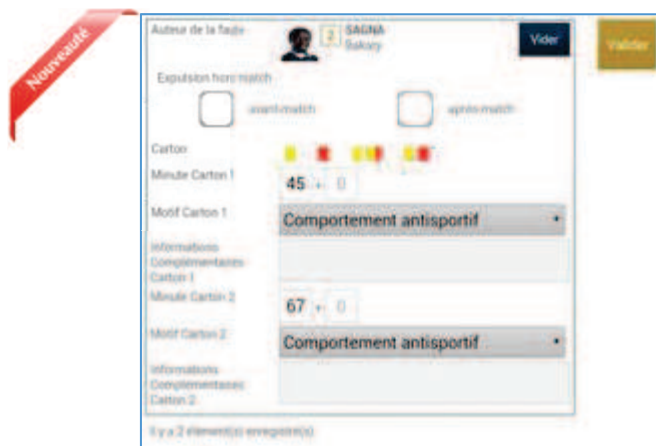 Nouveauté
Auteur de la faute
2 SAGNA
Bakary
Vider
Valider
Expulsion hors match
avant-match
après-match
Carton
Minute Carton 1
45 + 0
Motif Carton 1
Comportement antisportif
Informations
Complémentaires
Carton 1
Minute Carton 2
67 + 0
Motif Carton 2
Comportement antisportif
Informations
Complémentaires
Carton 2
Il y a 2 élément(s) enregistré(s)